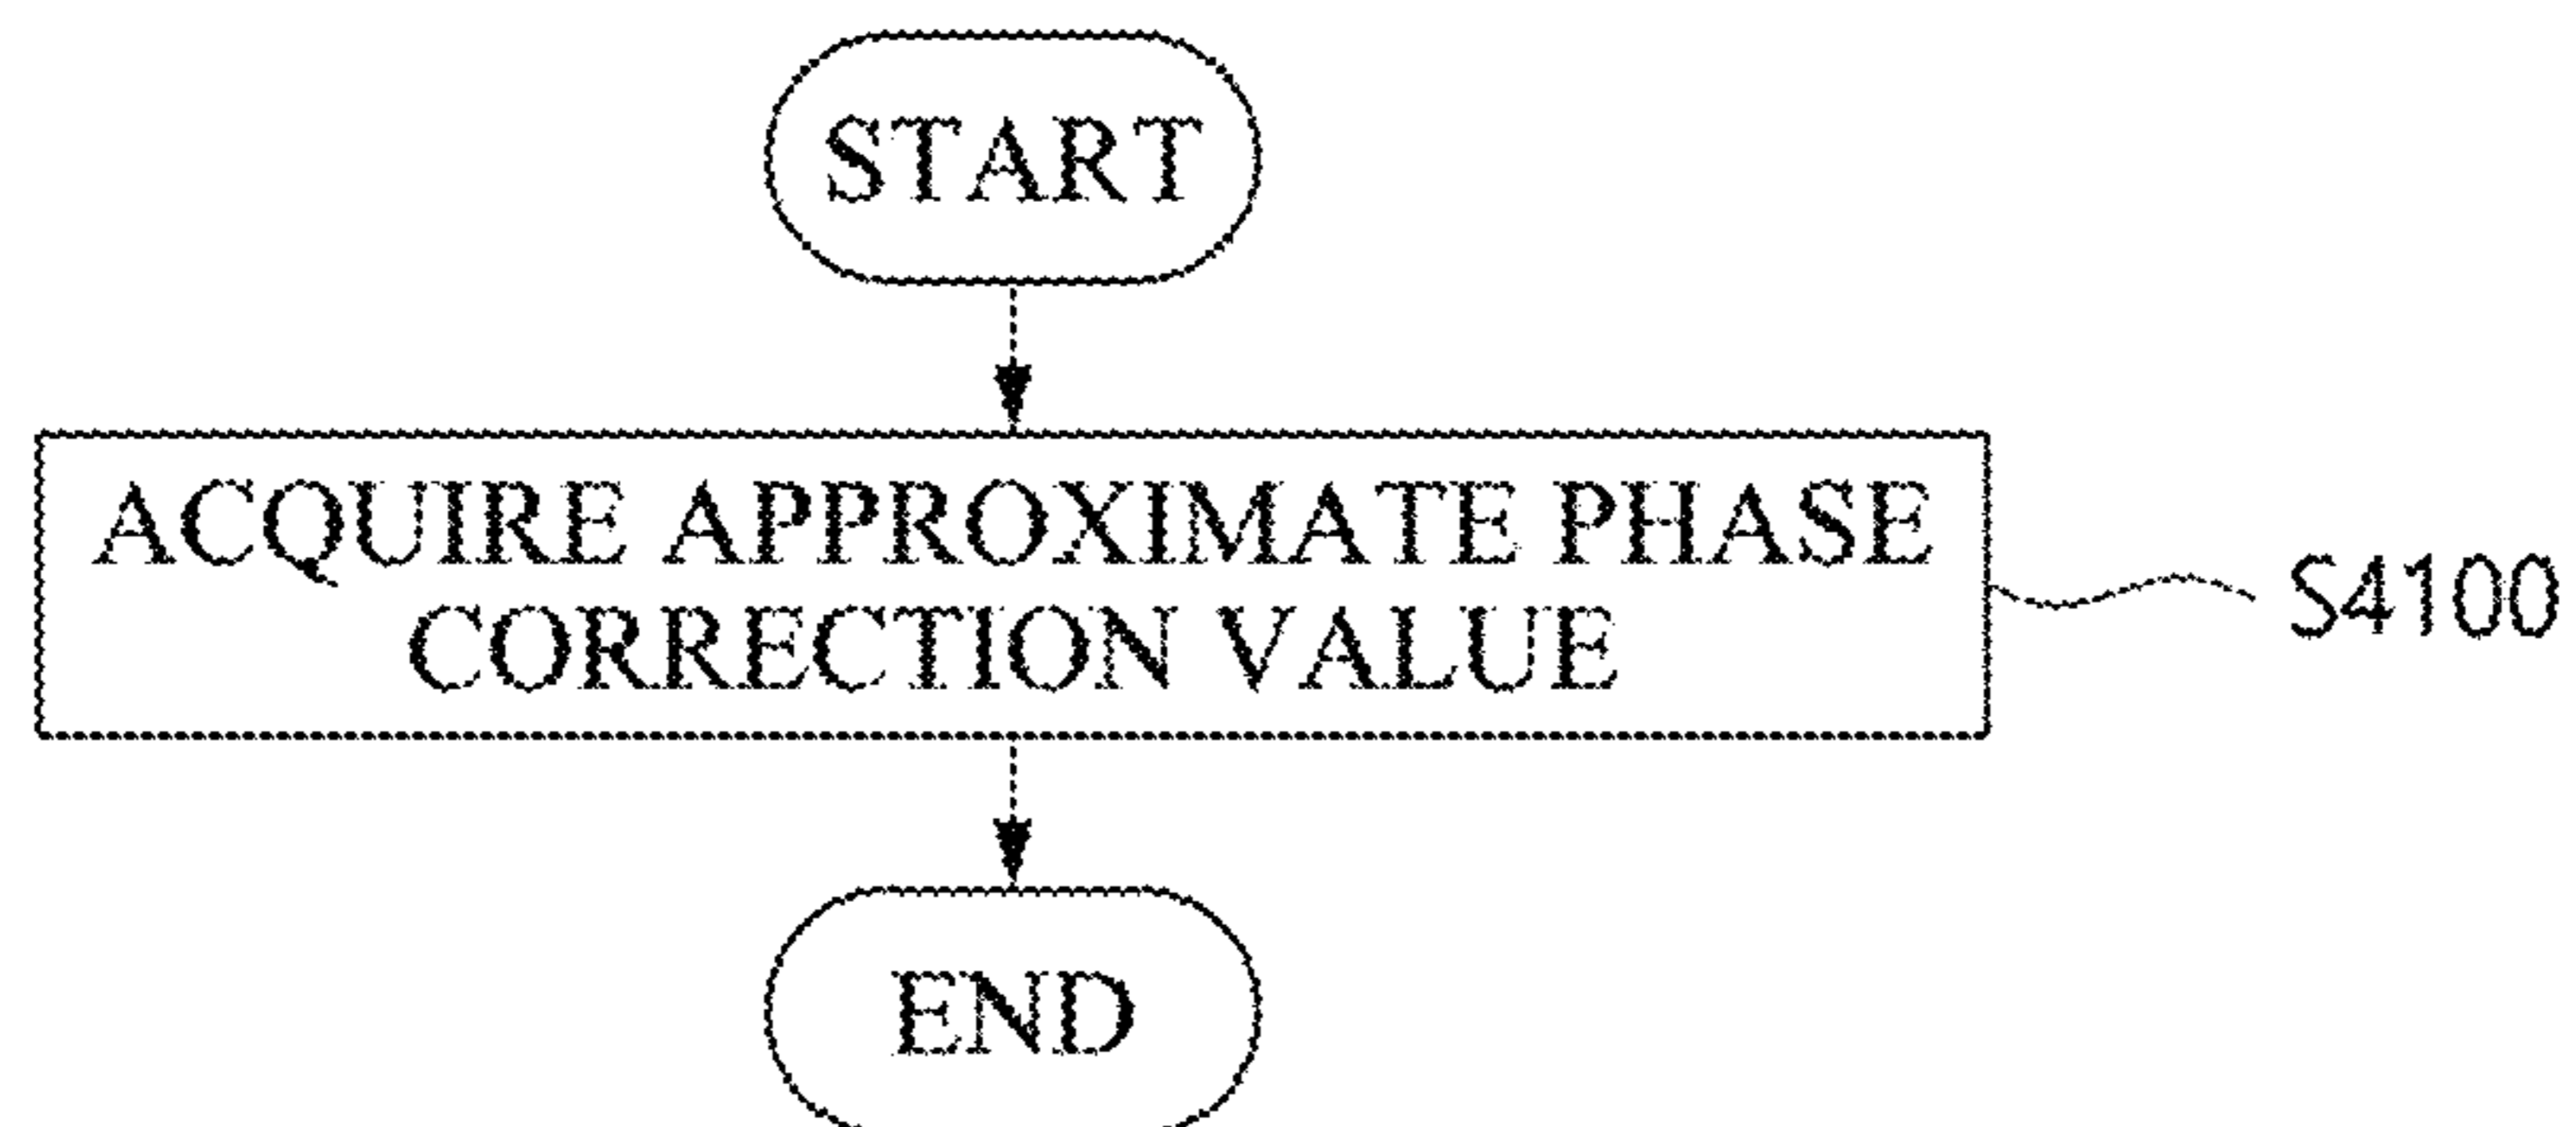 START
ACQUIRE APPROXIMATE PHASE
CORRECTION VALUE
S4100
END